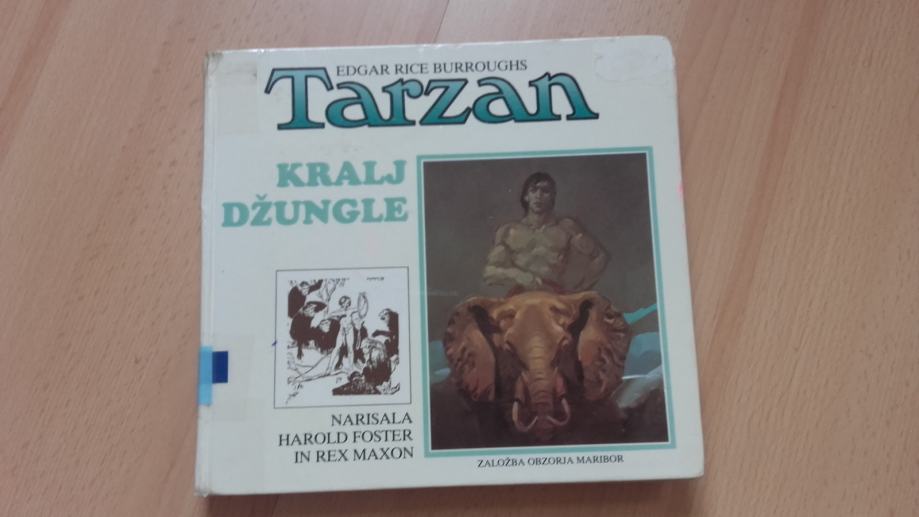 EDGAR RICE BURROUGHS
Tarzan
KRALJ
DŽUNGLE
NARISALA
HAROLD FOSTER
IN REX MAXON
ZALOŽBA OBZORJA MARIBOR